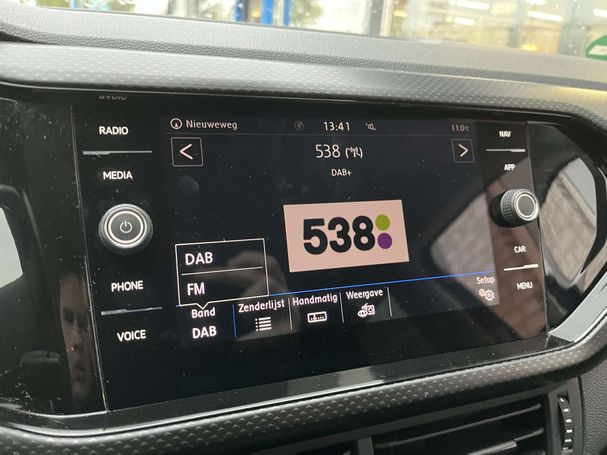 RADIO
MEDIA
PHONE
VOICE
Nieuweweg
13:41
11.0°C
538
DAB+
538
DAB
FM
Band
DAB
Zenderlijst
Handmatig
Weergave
Setup
NAV
APP
CAR
MENU